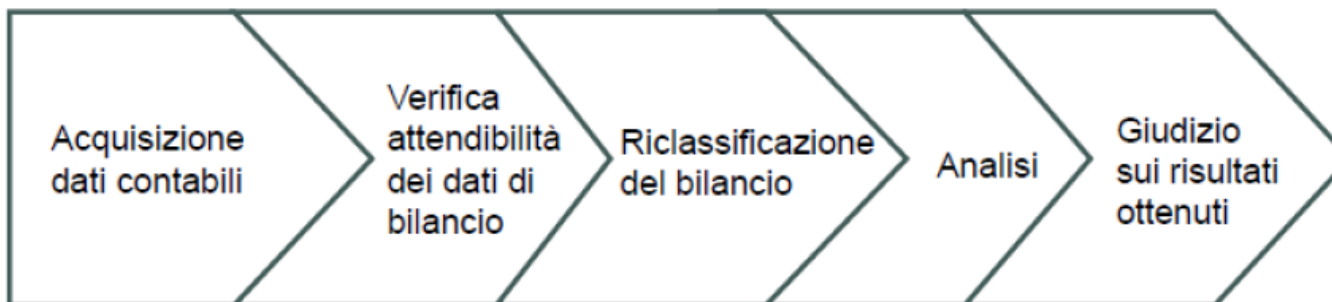 Acquisizione
dati contabili
Verifica
attendibilità
dei dati di
bilancio
Riclassificazione
del bilancio
Analisi
Giudizio
sui risultati
ottenuti